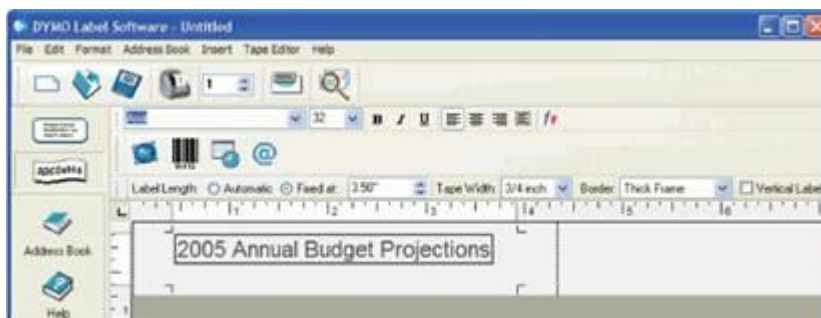 DYMO Label Software - Untitled
File Edit Format Address Book Insert Tape Editor Help
1
Arial 32 B I U
Label Length: Automatic Fixed at: 3.50" Tape Width: 3/4 inch Border: Thick Frame Vertical Label
1 2 3 4 5 6
Address Book
2005 Annual Budget Projections
Help
1